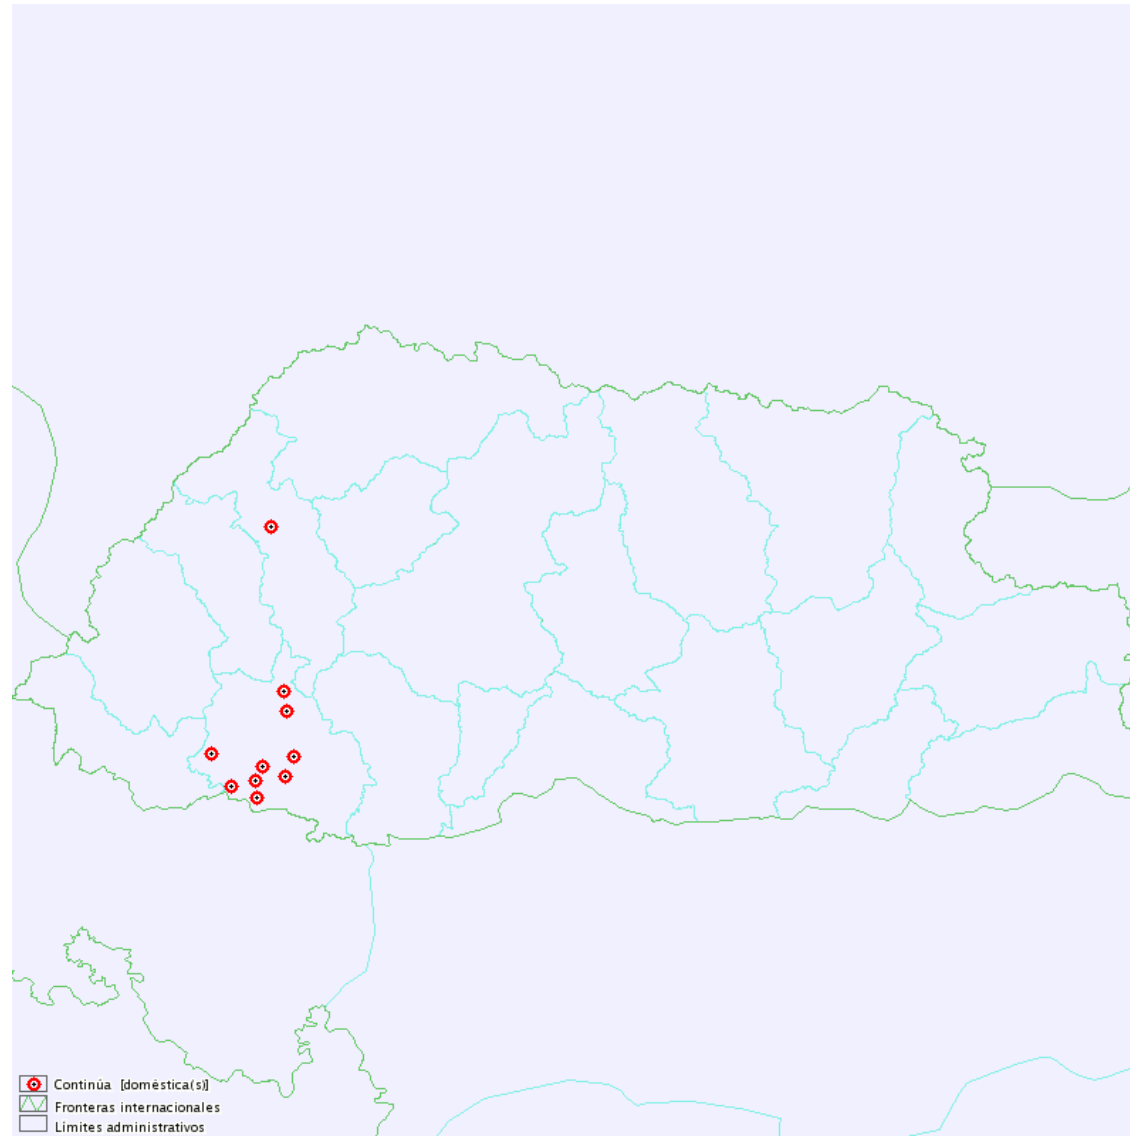 Continúa [doméstica(s)]
Fronteras internacionales
Límites administrativos